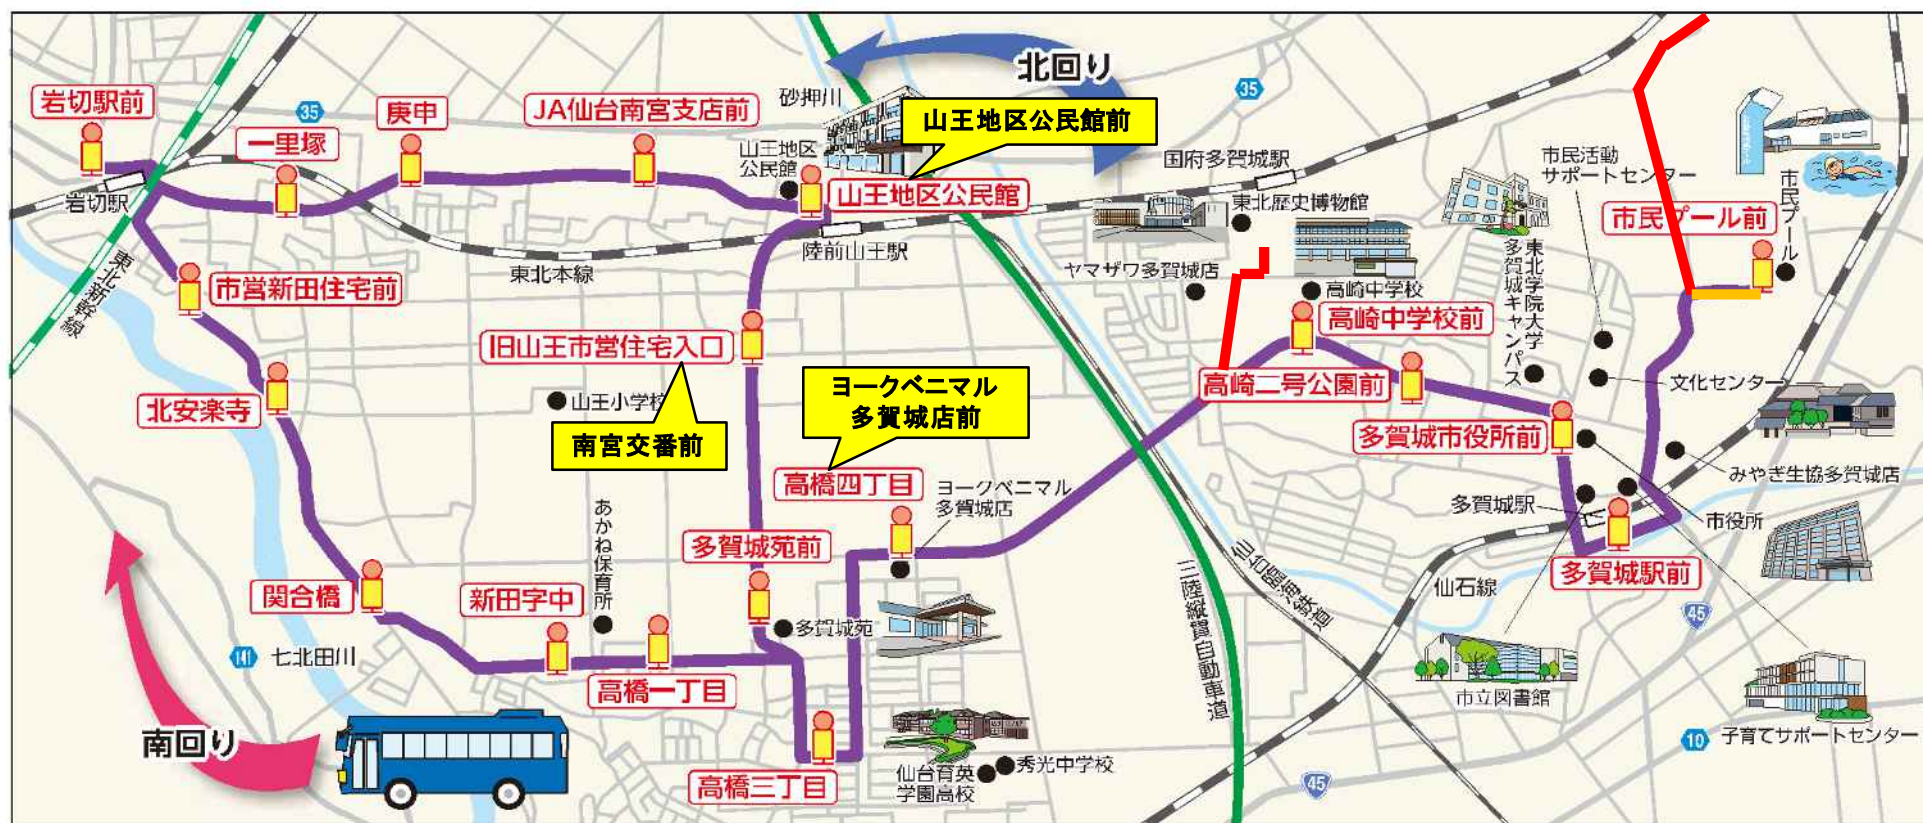 北回り
岩切駅前
35
庚申
一里塚
JA仙台南宮支店前
砂押川
山王地区
公民館
山王地区公民館前
山王地区公民館
35
国府多賀城駅
東北歴史博物館
市民活動
サポートセンター
市民プール前
市民プール
岩切駅
東北新幹線
東北本線
陸前山王駅
ヤマザワ多賀城店
高崎中学校
高崎中学校前
東北学院大学
多賀城キャンパス
市営新田住宅前
旧山王市営住宅入口
高崎二号公園前
文化センター
北安楽寺
山王小学校
南宮交番前
ヨークベニマル
多賀城店前
多賀城市役所前
みやぎ生協多賀城店
高橋四丁目
ヨークベニマル
多賀城店
多賀城駅
市役所
あかね保育所
多賀城苑前
多賀城駅前
関合橋
新田字中
三陸縦貫自動車道
仙台臨海鉄道
仙石線
45
多賀城苑
141
七北田川
高橋一丁目
市立図書館
南回り
高橋三丁目
仙台育英
学園高校
秀光中学校
45
10
子育てサポートセンター